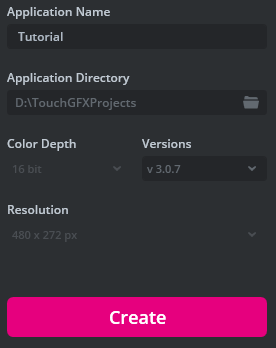 Application Name
Tutorial
Application Directory
D:\TouchGFXProjects
Color Depth
Versions
16 bit
v 3.0.7
Resolution
480 x 272 px
Create